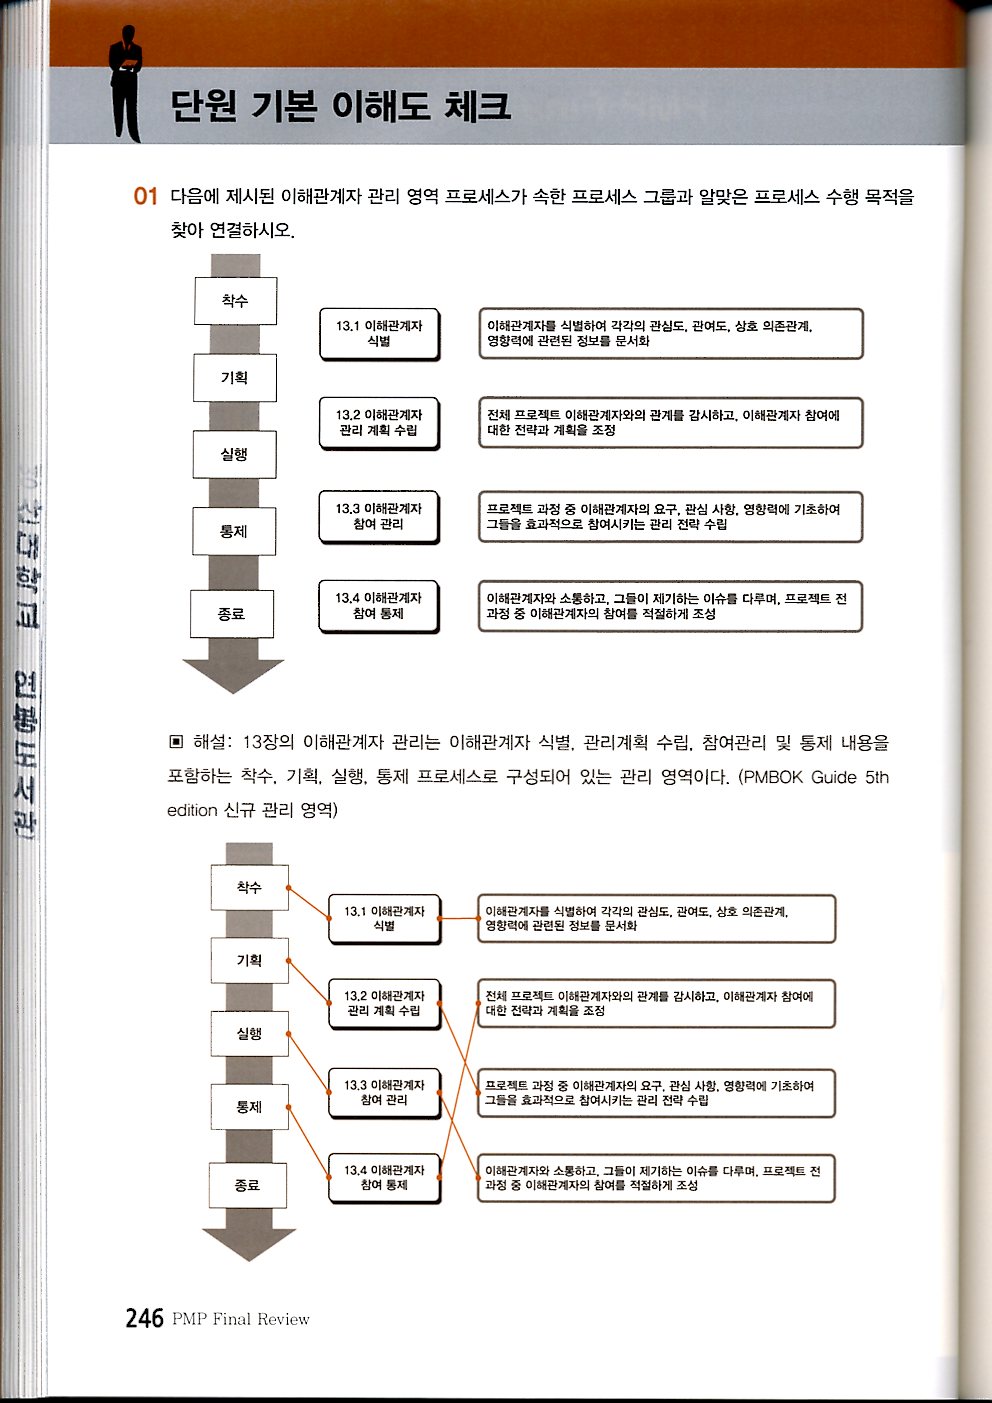 단원 기본 이해도 체크
01 다음에 제시된 이해관계자 관리 영역 프로세스가 속한 프로세스 그룹과 알맞은 프로세스 수행 목적을
찾아 연결하시오.
착수
기획
실행
통제
종료
13.1 이해관계자
식별
13.2 이해관계자
관리 계획 수립
13.3 이해관계자
참여 관리
13.4 이해관계자
참여 통제
이해관계자를 식별하여 각각의 관심도, 관여도, 상호 의존관계,
영향력에 관련된 정보를 문서화
전체 프로젝트 이해관계자와의 관계를 감시하고, 이해관계자 참여에
대한 전략과 계획을 조정
프로젝트 과정 중 이해관계자의 요구, 관심 사항, 영향력에 기초하여
그들을 효과적으로 참여시키는 관리 전략 수립
이해관계자와 소통하고, 그들이 제기하는 이슈를 다루며, 프로젝트 전
과정 중 이해관계자의 참여를 적절하게 조성
▣ 해설: 13장의 이해관계자 관리는 이해관계자 식별, 관리계획 수립, 참여관리 및 통제 내용을
포함하는 착수, 기획, 실행, 통제 프로세스로 구성되어 있는 관리 영역이다. (PMBOK Guide 5th
edition 신규 관리 영역)
착수
기획
실행
통제
종료
13.1 이해관계자
식별
13.2 이해관계자
관리 계획 수립
13.3 이해관계자
참여 관리
13.4 이해관계자
참여 통제
이해관계자를 식별하여 각각의 관심도, 관여도, 상호 의존관계,
영향력에 관련된 정보를 문서화
전체 프로젝트 이해관계자와의 관계를 감시하고, 이해관계자 참여에
대한 전략과 계획을 조정
프로젝트 과정 중 이해관계자의 요구, 관심 사항, 영향력에 기초하여
그들을 효과적으로 참여시키는 관리 전략 수립
이해관계자와 소통하고, 그들이 제기하는 이슈를 다루며, 프로젝트 전
과정 중 이해관계자의 참여를 적절하게 조성
246 PMP Final Review